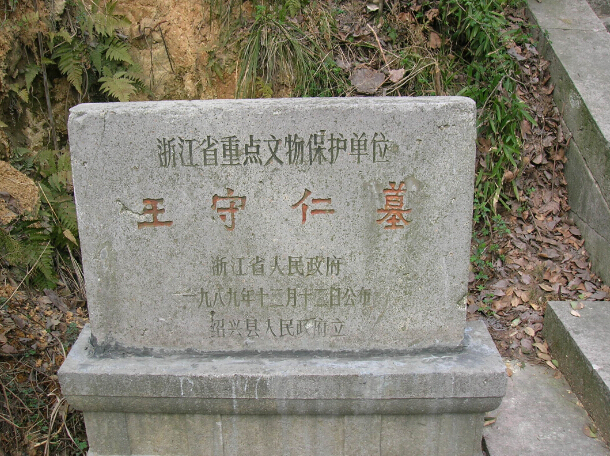 浙江省重点文物保护单位
王守仁墓
浙江省人民政府
一九八九年十二月十二日公布
绍兴县人民政府立